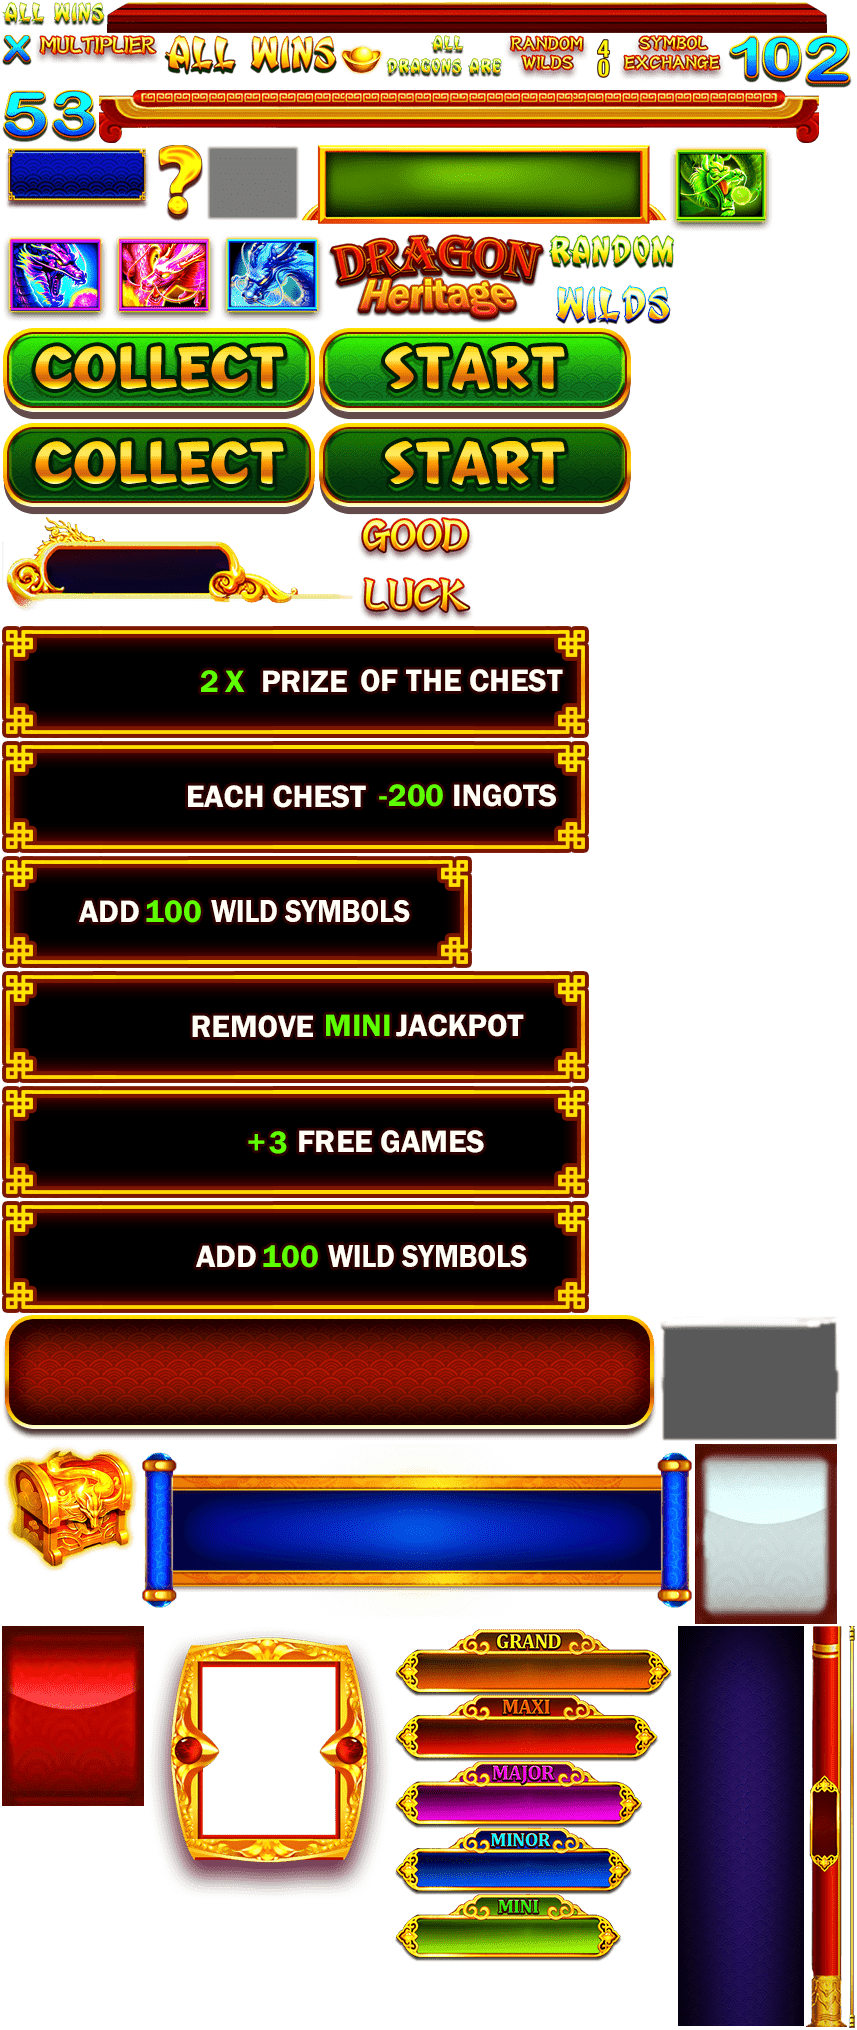 ALL WINS
X MULTIPLIER
ALL WINS
ALL
DRAGONS ARE
RANDOM
WILDS
4
0
SYMBOL
EXCHANGE
102
53
?
DRAGON
Heritage
RANDOM
WILDS
COLLECT
START
COLLECT
START
GOOD
LUCK
2 X PRIZE OF THE CHEST
EACH CHEST -200 INGOTS
ADD 100 WILD SYMBOLS
REMOVE MINI JACKPOT
+3 FREE GAMES
ADD 100 WILD SYMBOLS
GRAND
MAXI
MAJOR
MINOR
MINI